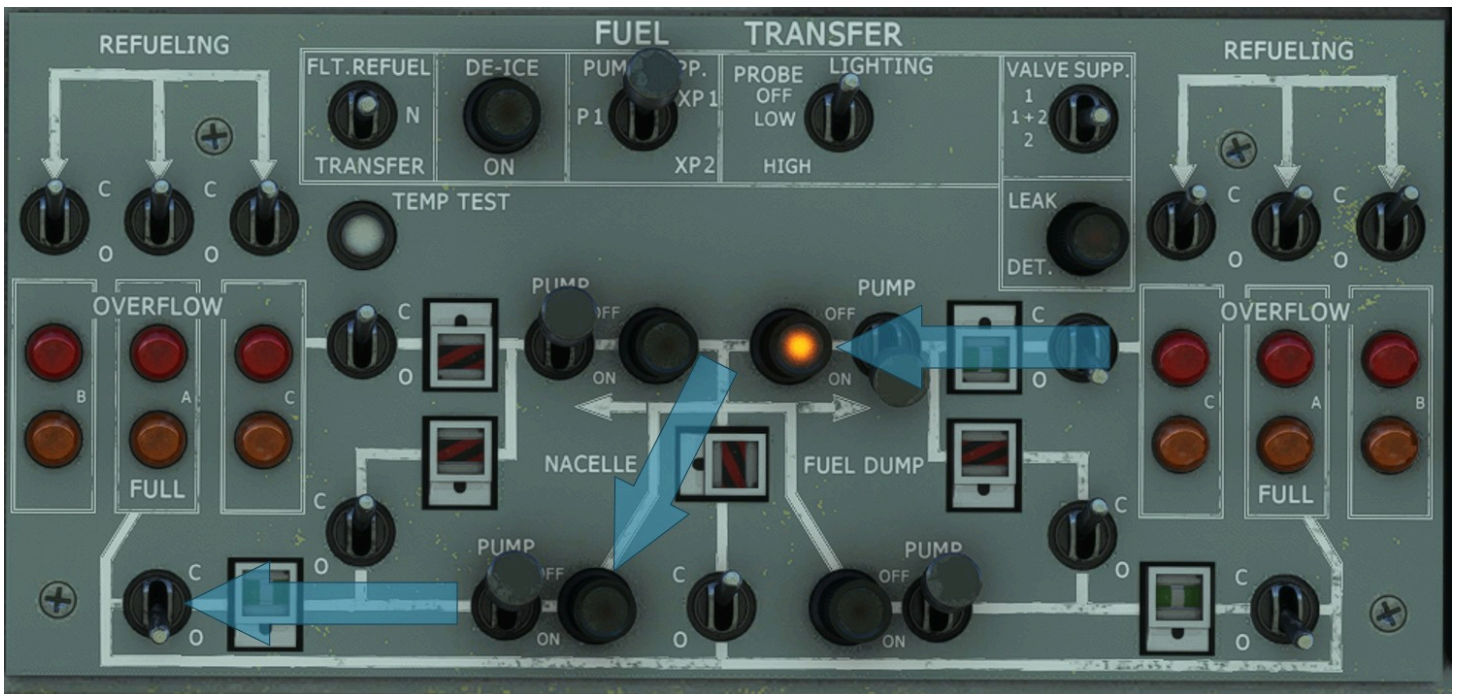 FUEL TRANSFER
REFUELING
FLT.REFUEL
N
TRANSFER
DE-ICE
ON
P1
XP1
XP2
LIGHTING
PROBE
OFF
LOW
HIGH
VALVE SUPP.
1
1+2
2
REFUELING
C
C
O
O
TEMP TEST
LEAK
DET.
C
C
O
O
OVERFLOW
B
A
C
FULL
C
O
PUMP
ON
PUMP
OFF
ON
C
O
OVERFLOW
C
A
B
FULL
NACELLE
FUEL DUMP
C
O
C
O
C
O
PUMP
ON
C
O
PUMP
OFF
ON
C
O